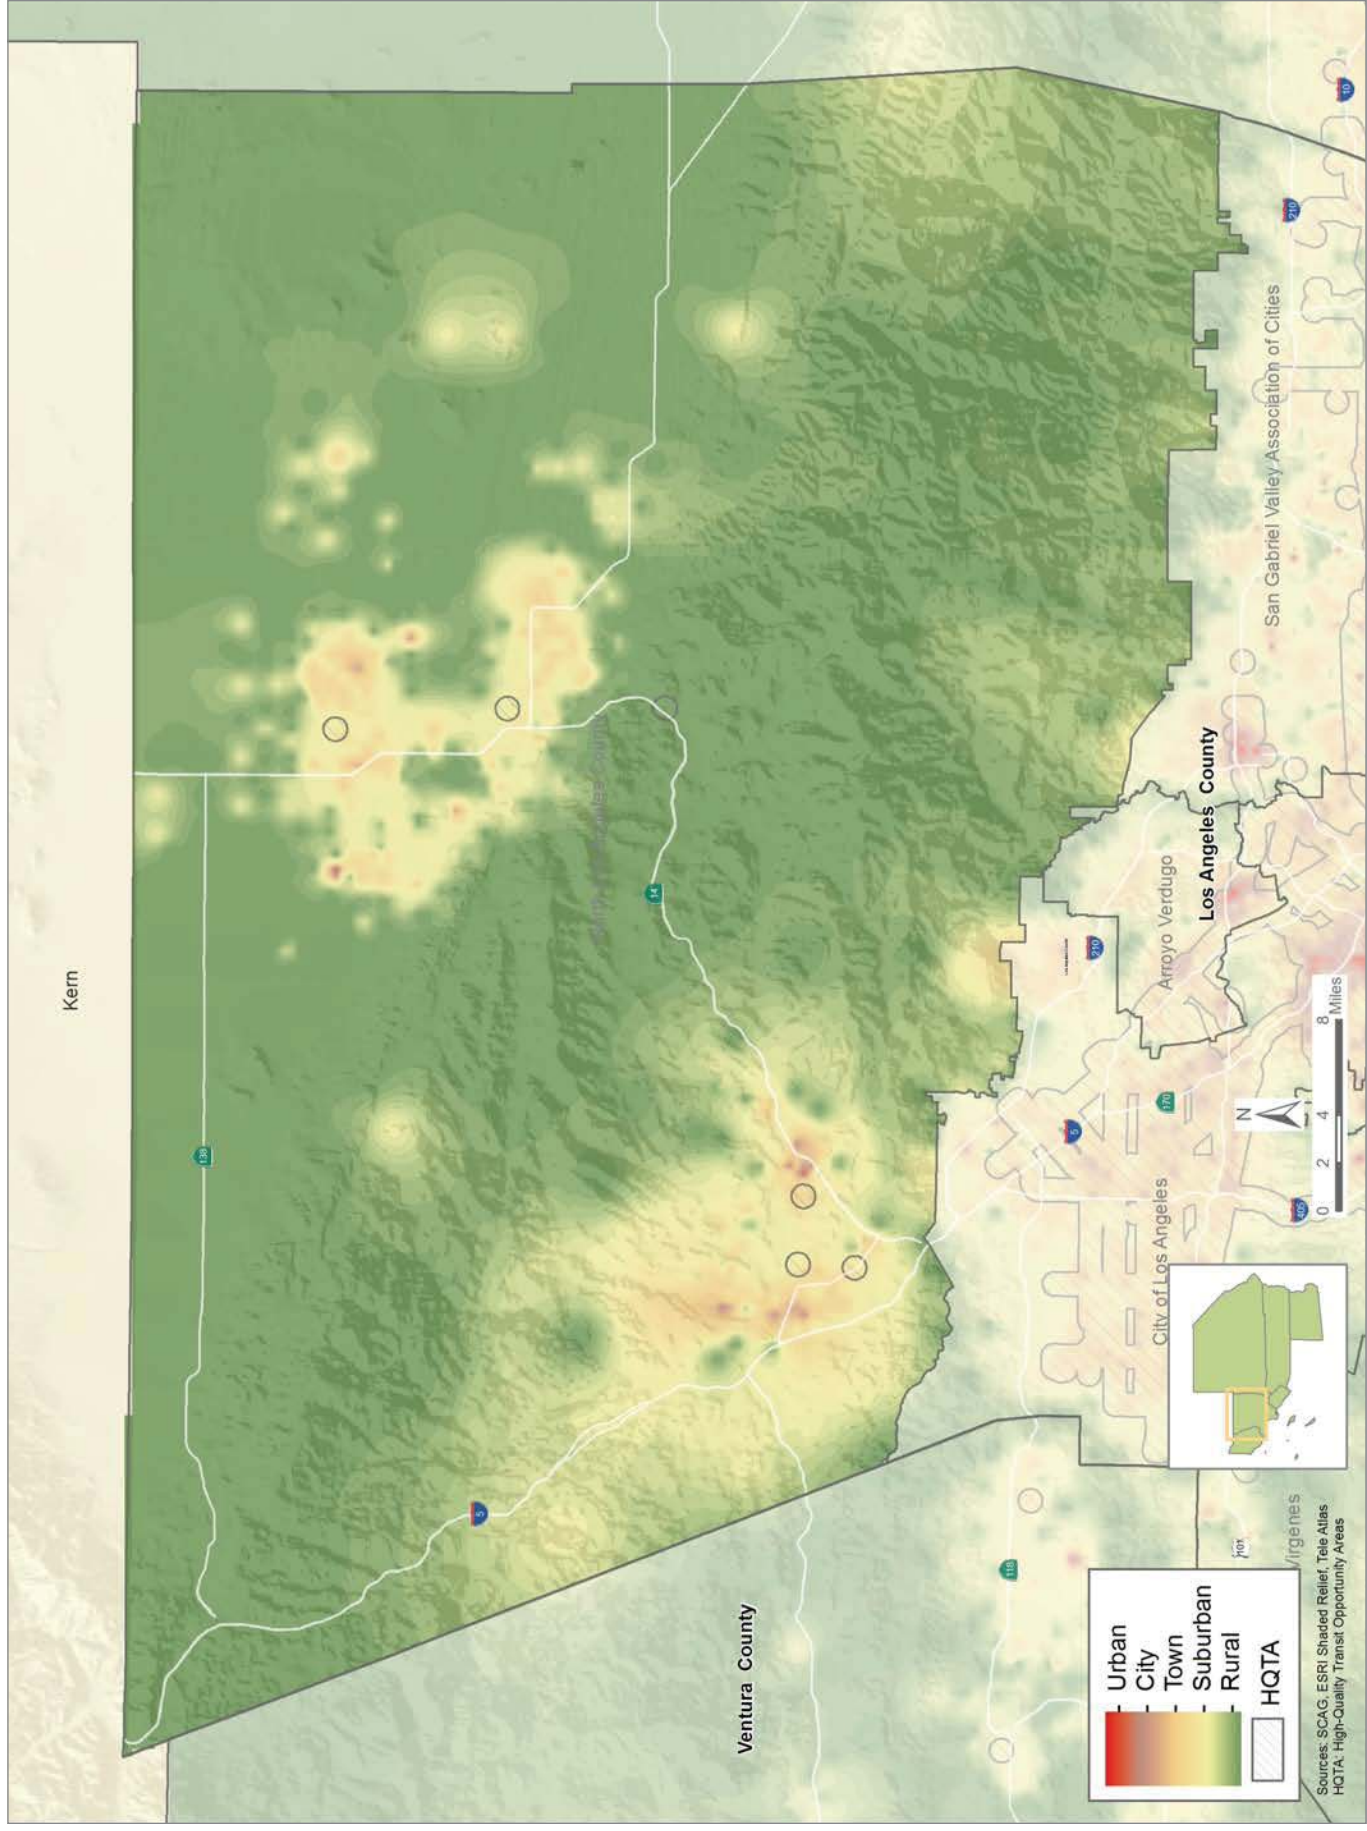 Kern
138
14
5
Ventura County
118
101
Virgenes
City of Los Angeles
5
170
405
210
Arroyo Verdugo
Los Angeles County
San Gabriel Valley Association of Cities
210
10
N
0 2 4 8
Miles
Urban
City
Town
Suburban
Rural
HQTA
Sources: SCAG, ESRI Shaded Relief, Tele Atlas
HQTA: High-Quality Transit Opportunity Areas